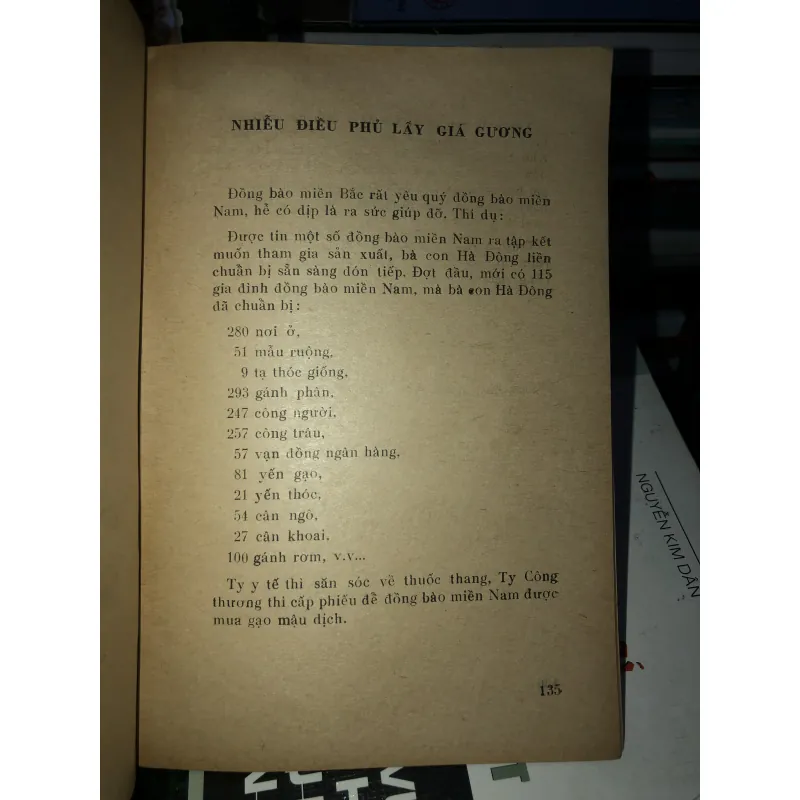 NHIỄU ĐIỀU PHỦ LẤY GIÁ GƯƠNG
Đồng bào miền Bắc rất yêu quý đồng bào miền
Nam, hễ có dịp là ra sức giúp đỡ. Thí dụ:
Được tin một số đồng bào miền Nam ra tập kết
muốn tham gia sản xuất, bà con Hà Đông liền
chuẩn bị sẵn sàng đón tiếp. Đợt đầu, mới có 115
gia đình đồng bào miền Nam, mà bà con Hà Đông
đã chuẩn bị:
280 nơi ở,
51 mẫu ruộng,
9 tạ thóc giống,
293 gánh phân,
247 công người,
257 công trâu,
57 vạn đồng ngân hàng,
81 yến gạo,
21 yến thóc,
54 cân ngô,
27 cân khoai,
100 gánh rơm, v.v...
Ty y tế thì săn sóc về thuốc thang, Ty Công
thương thì cấp phiếu để đồng bào miền Nam được
mua gạo mậu dịch.
135
NGUYỄN KIM DÂN